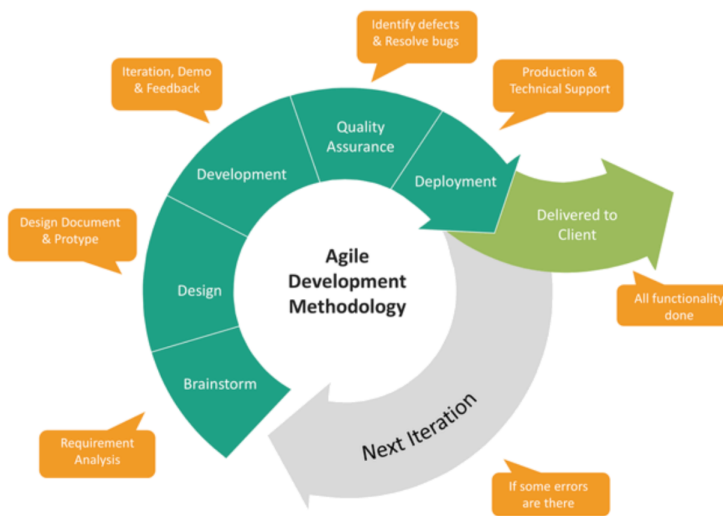 Identify defects
& Resolve bugs
Iteration, Demo
& Feedback
Production &
Technical Support
Quality
Assurance
Development
Deployment
Delivered to
Client
Design Document
& Protype
Agile
Development
Methodology
Design
All functionality
done
Brainstorm
Requirement
Analysis
Next Iteration
If some errors
are there